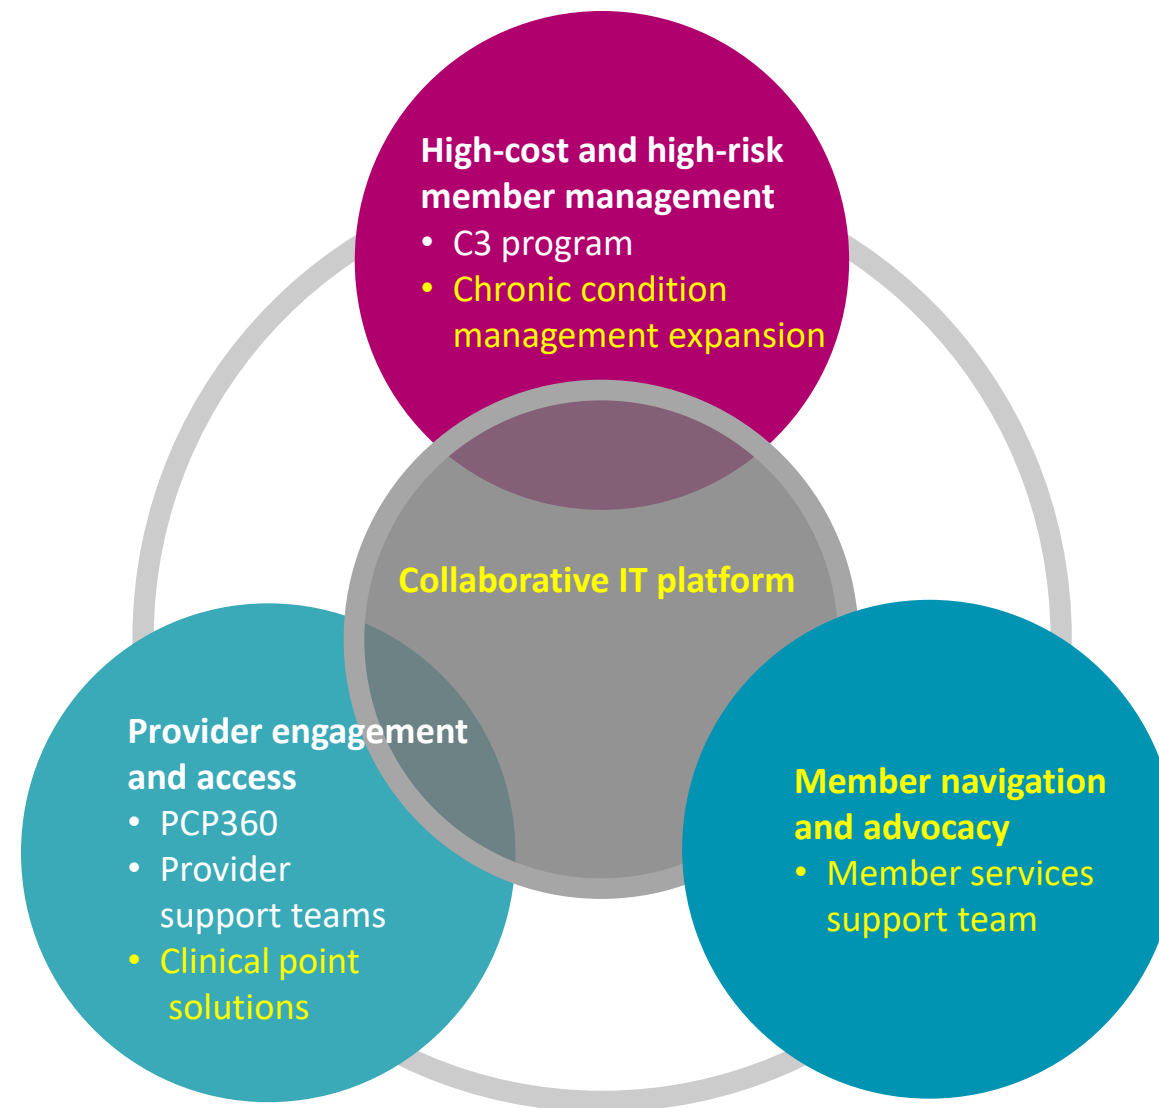 High-cost and high-risk
member management
• C3 program
• Chronic condition
management expansion
Collaborative IT platform
Provider engagement
and access
• PCP360
• Provider
support teams
• Clinical point
solutions
Member navigation
and advocacy
• Member services
support team